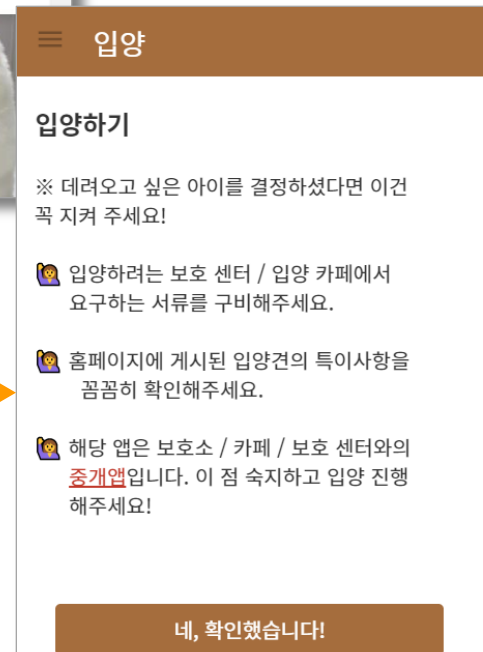 입양
입양하기
※ 데려오고 싶은 아이를 결정하셨다면 이건
꼭 지켜 주세요!
🙋‍♀️ 입양하려는 보호 센터 / 입양 카페에서
요구하는 서류를 구비해주세요.
🙋‍♀️ 홈페이지에 게시된 입양견의 특이사항을
꼼꼼히 확인해주세요.
🙋‍♀️ 해당 앱은 보호소 / 카페 / 보호 센터와의
중개앱입니다. 이 점 숙지하고 입양 진행
해주세요!
네, 확인했습니다!